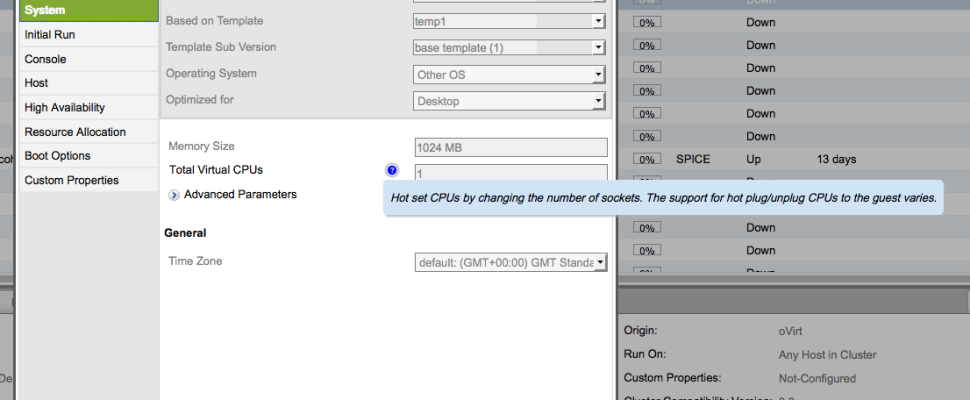 System
Initial Run
Console
Host
High Availability
Resource Allocation
Boot Options
Custom Properties
Based on Template
temp1
Template Sub Version
base template (1)
Operating System
Other OS
Optimized for
Desktop
Memory Size
1024 MB
Total Virtual CPUs
?
1
Advanced Parameters
Hot set CPUs by changing the number of sockets. The support for hot plug/unplug CPUs to the guest varies.
General
Time Zone
default: (GMT+00:00) GMT Standa
Down
0% Down
0% Down
0% Down
0% Down
0% Down
0% Down
0% SPICE Up 13 days
0% Down
0% Down
0% Down
Origin: oVirt
Run On: Any Host in Cluster
Custom Properties: Not-Configured
Cluster Compatibility Version: